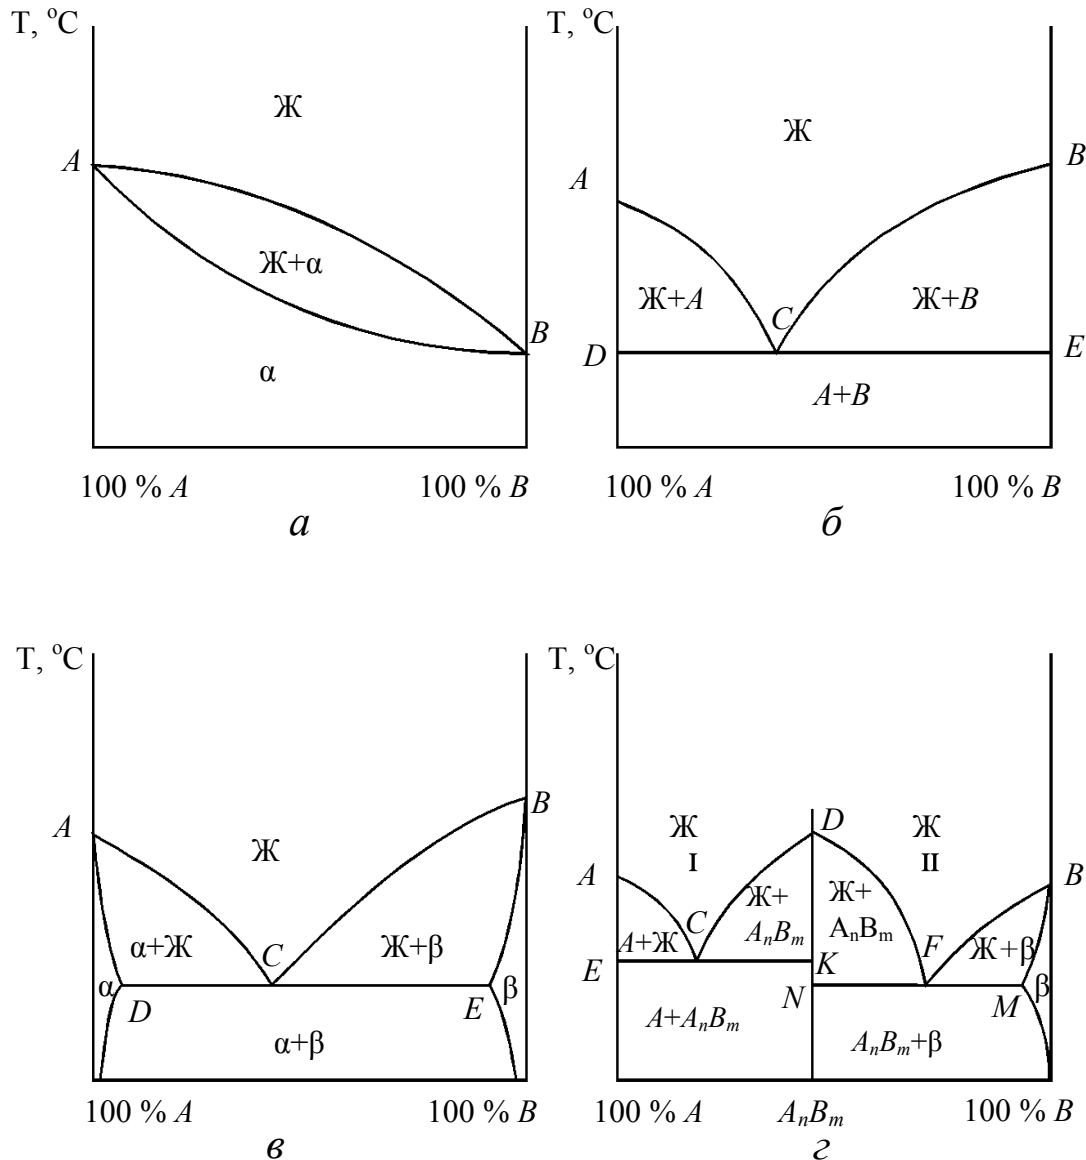 T, °C
Ж
A
Ж+α
B
α
100 % A
100 % B
а
T, °C
Ж
A
B
Ж+A
C
Ж+B
D
E
A+B
100 % A
100 % B
б
T, °C
A
B
Ж
α+Ж
C
Ж+β
α
D
E
β
α+β
100 % A
100 % B
в
T, °C
Ж
I
D
Ж
II
A
B
C
Ж+
AₙBₘ
Ж+
AₙBₘ
F
A+Ж
Ж+β
E
K
N
M
β
A+AₙBₘ
AₙBₘ+β
100 % A
AₙBₘ
100 % B
г